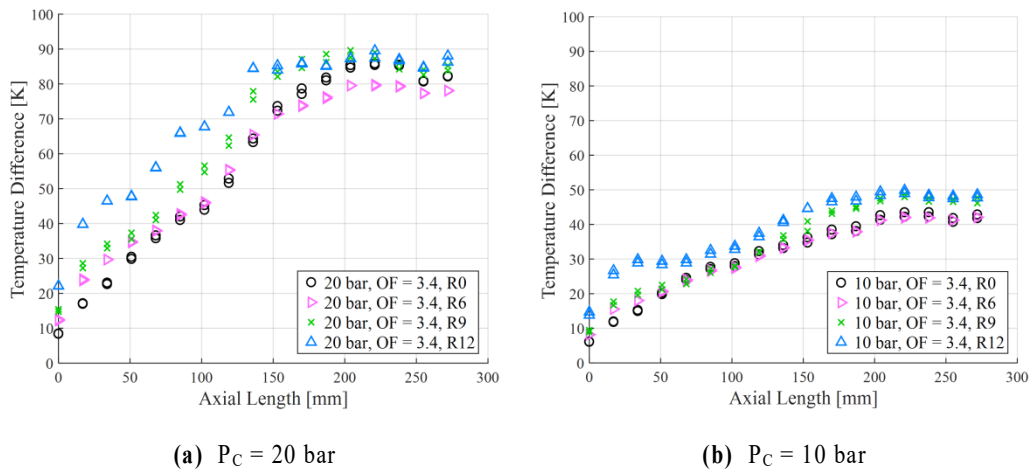 100
90
80
70
60
50
40
30
20
10
0
Temperature Difference [K]
20 bar, OF = 3.4, R0
20 bar, OF = 3.4, R6
20 bar, OF = 3.4, R9
20 bar, OF = 3.4, R12
0 50 100 150 200 250 300
Axial Length [mm]
(a) PC = 20 bar
100
90
80
70
60
50
40
30
20
10
0
Temperature Difference [K]
10 bar, OF = 3.4, R0
10 bar, OF = 3.4, R6
10 bar, OF = 3.4, R9
10 bar, OF = 3.4, R12
0 50 100 150 200 250 300
Axial Length [mm]
(b) PC = 10 bar